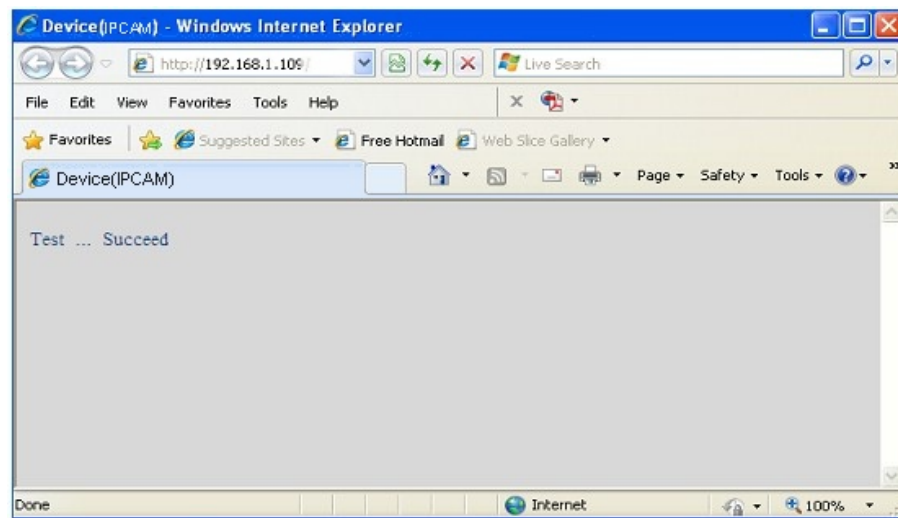 Device(IPCAM) - Windows Internet Explorer
http://192.168.1.109/
Live Search
File Edit View Favorites Tools Help
Favorites Suggested Sites Free Hotmail Web Slice Gallery
Device(IPCAM)
Page Safety Tools
Test ... Succeed
Done
Internet
100%